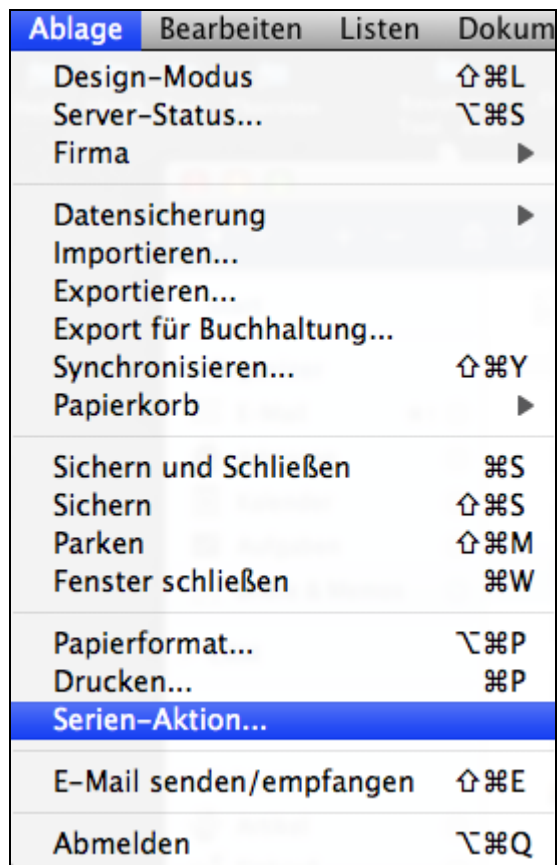 Ablage Bearbeiten Listen Dokum
Design-Modus ⇧⌘L
Server-Status... ⌥⌘S
Firma ▶
Datensicherung ▶
Importieren...
Exportieren...
Export für Buchhaltung...
Synchronisieren... ⇧⌘Y
Papierkorb ▶
Sichern und Schließen ⌘S
Sichern ⇧⌘S
Parken ⇧⌘M
Fenster schließen ⌘W
Papierformat... ⌥⌘P
Drucken... ⌘P
Serien-Aktion...
E-Mail senden/empfangen ⇧⌘E
Abmelden ⌥⌘Q